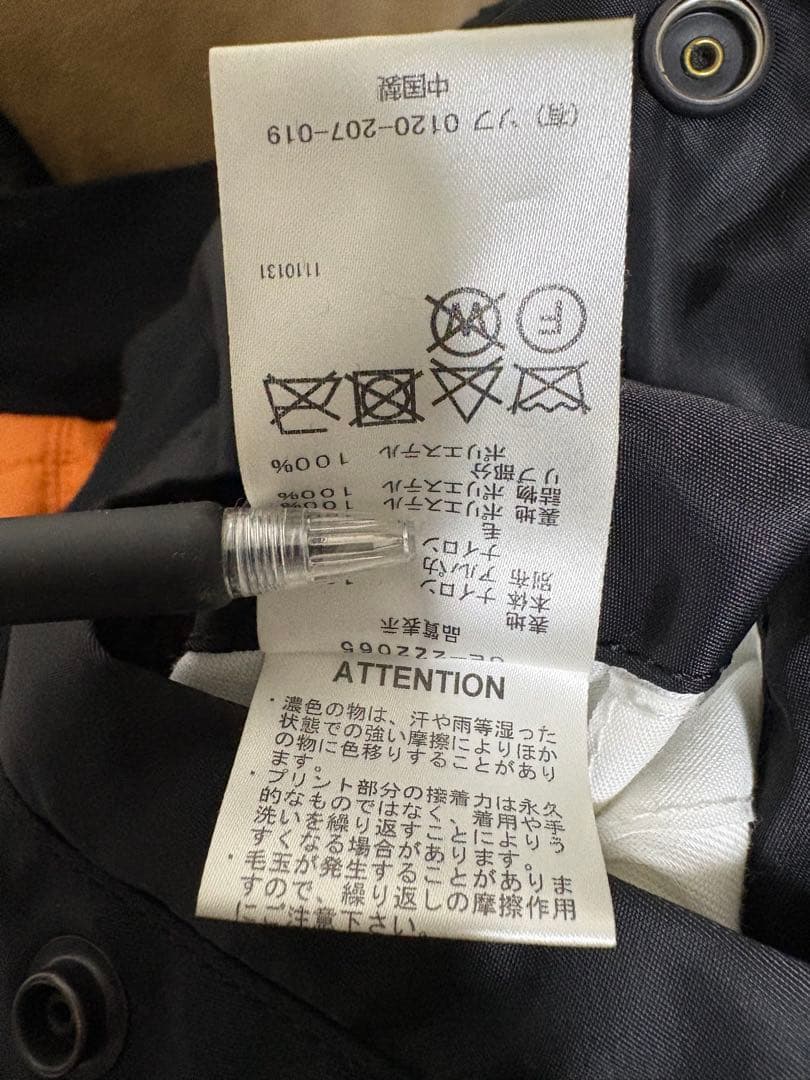 品質表示
表地
本体 ナイロン
別布 アルパカ
ナイロン
毛
裏地 ポリエステル 100%
詰物 ポリエステル 100%
リブ部分
ポリエステル 100%
W F
1110131
(有) ソフ 0120-207-019
中国製
ATTENTION
・濃色の物は、汗や雨等湿った
状態での強い摩擦によりほか
の物に色移りすることがあり
ます。
・プリント部分の接着力は永久
的なものではなく、着用や手
洗いを繰り返すことによりう
すくなる場合があります。
・毛玉が発生することがありま
すので、繰り返しの摩擦作用
にご注意下さい。